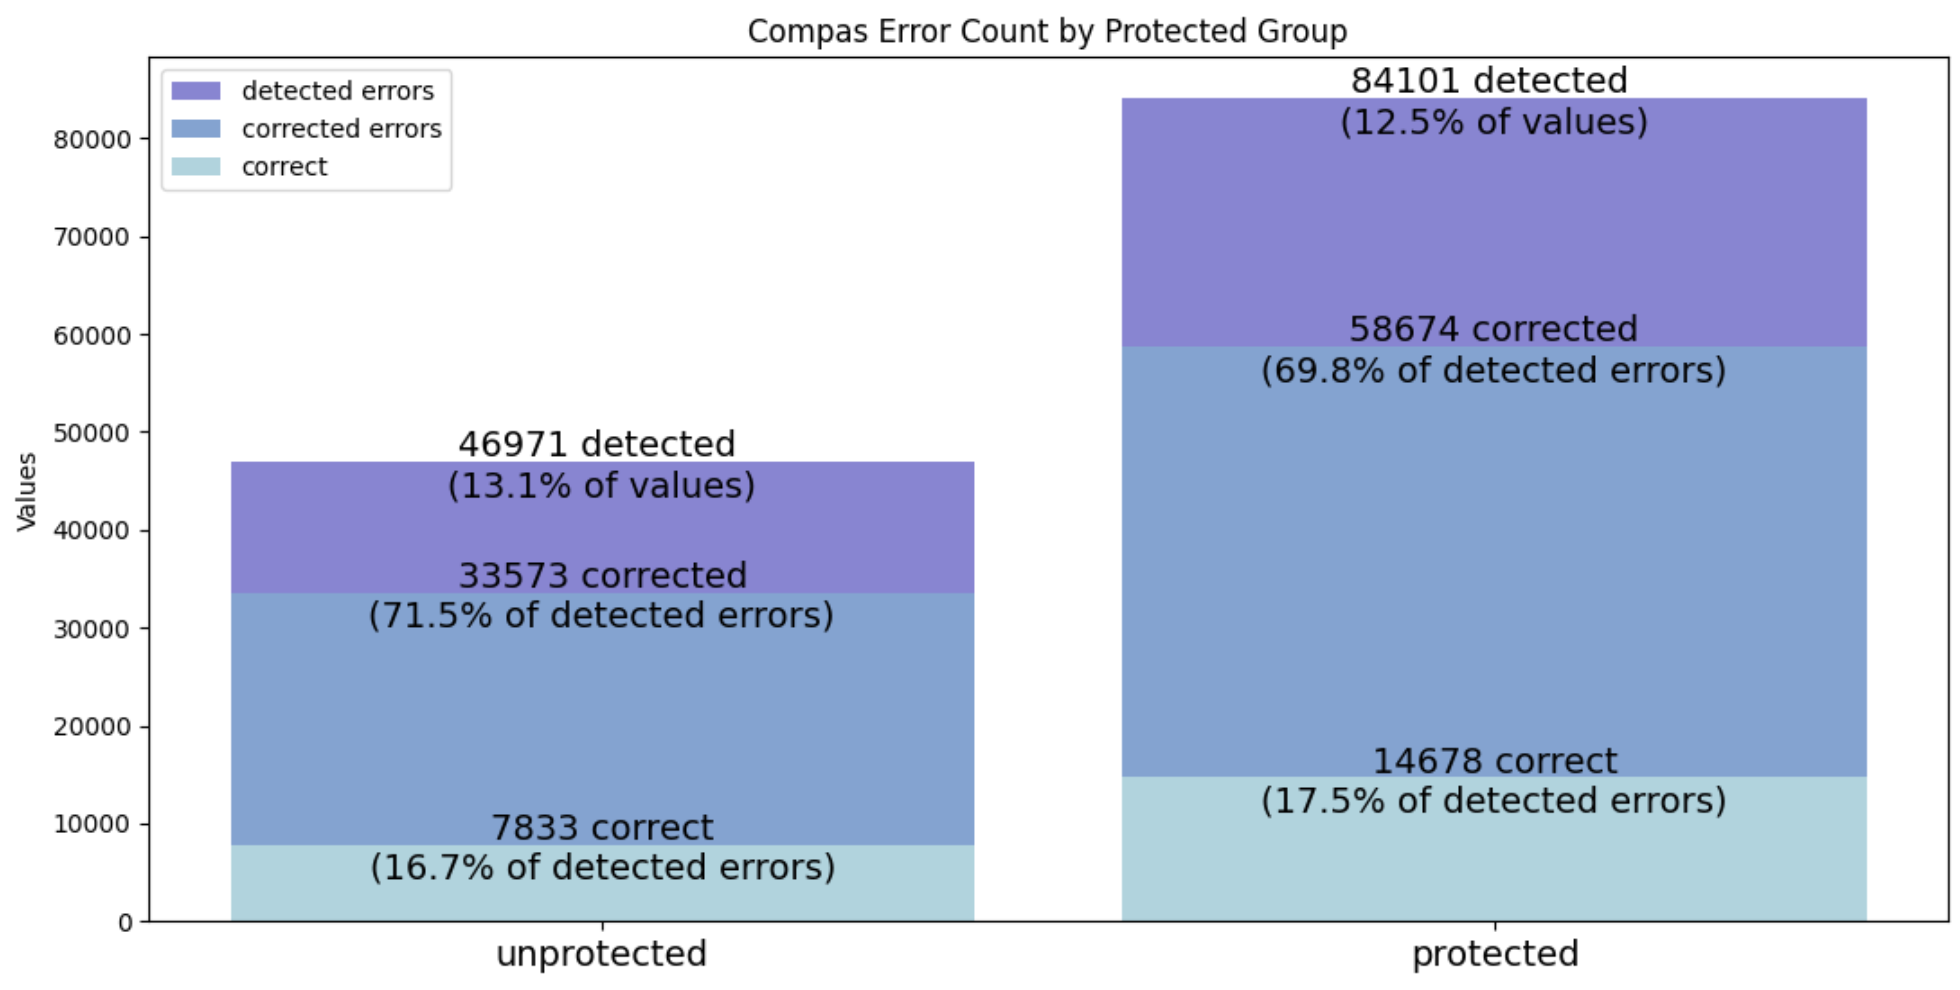 Compas Error Count by Protected Group
detected errors
corrected errors
correct
Values
80000
70000
60000
50000
40000
30000
20000
10000
0
46971 detected
(13.1% of values)
33573 corrected
(71.5% of detected errors)
7833 correct
(16.7% of detected errors)
84101 detected
(12.5% of values)
58674 corrected
(69.8% of detected errors)
14678 correct
(17.5% of detected errors)
unprotected
protected